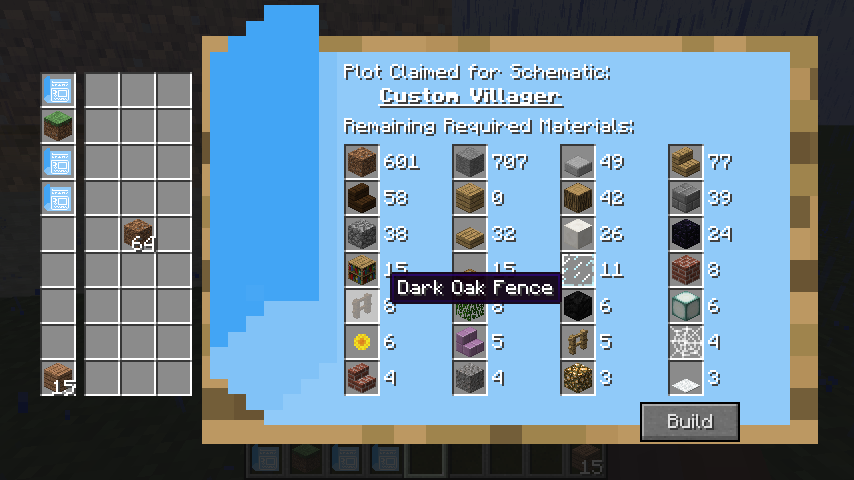 Plot Claimed for Schematic:
Custom Villager
Remaining Required Materials:
601 707 49 77
58 0 42 39
64
38 32 26 24
15 15 11 8
Dark Oak Fence
8 8 6 6
6 5 5 4
15
4 4 3 3
Build
15